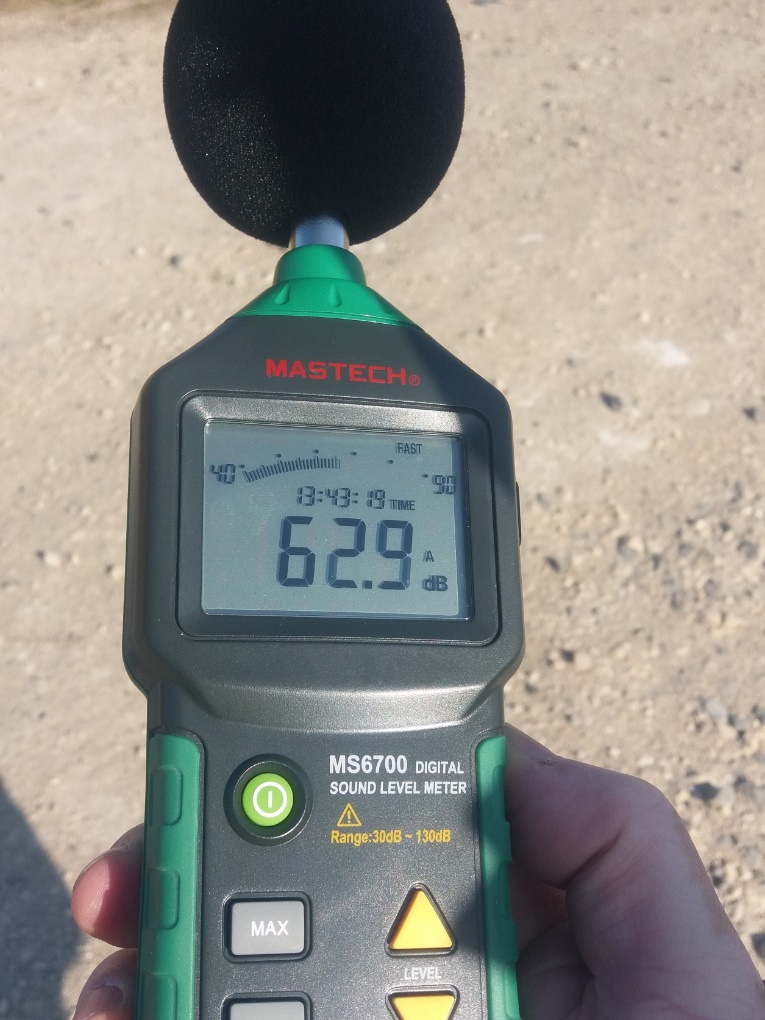 MASTECH®
FAST
40
90
13:43:19 TIME
62.9 A
dB
MS6700 DIGITAL
SOUND LEVEL METER
Range:30dB ~ 130dB
MAX
LEVEL